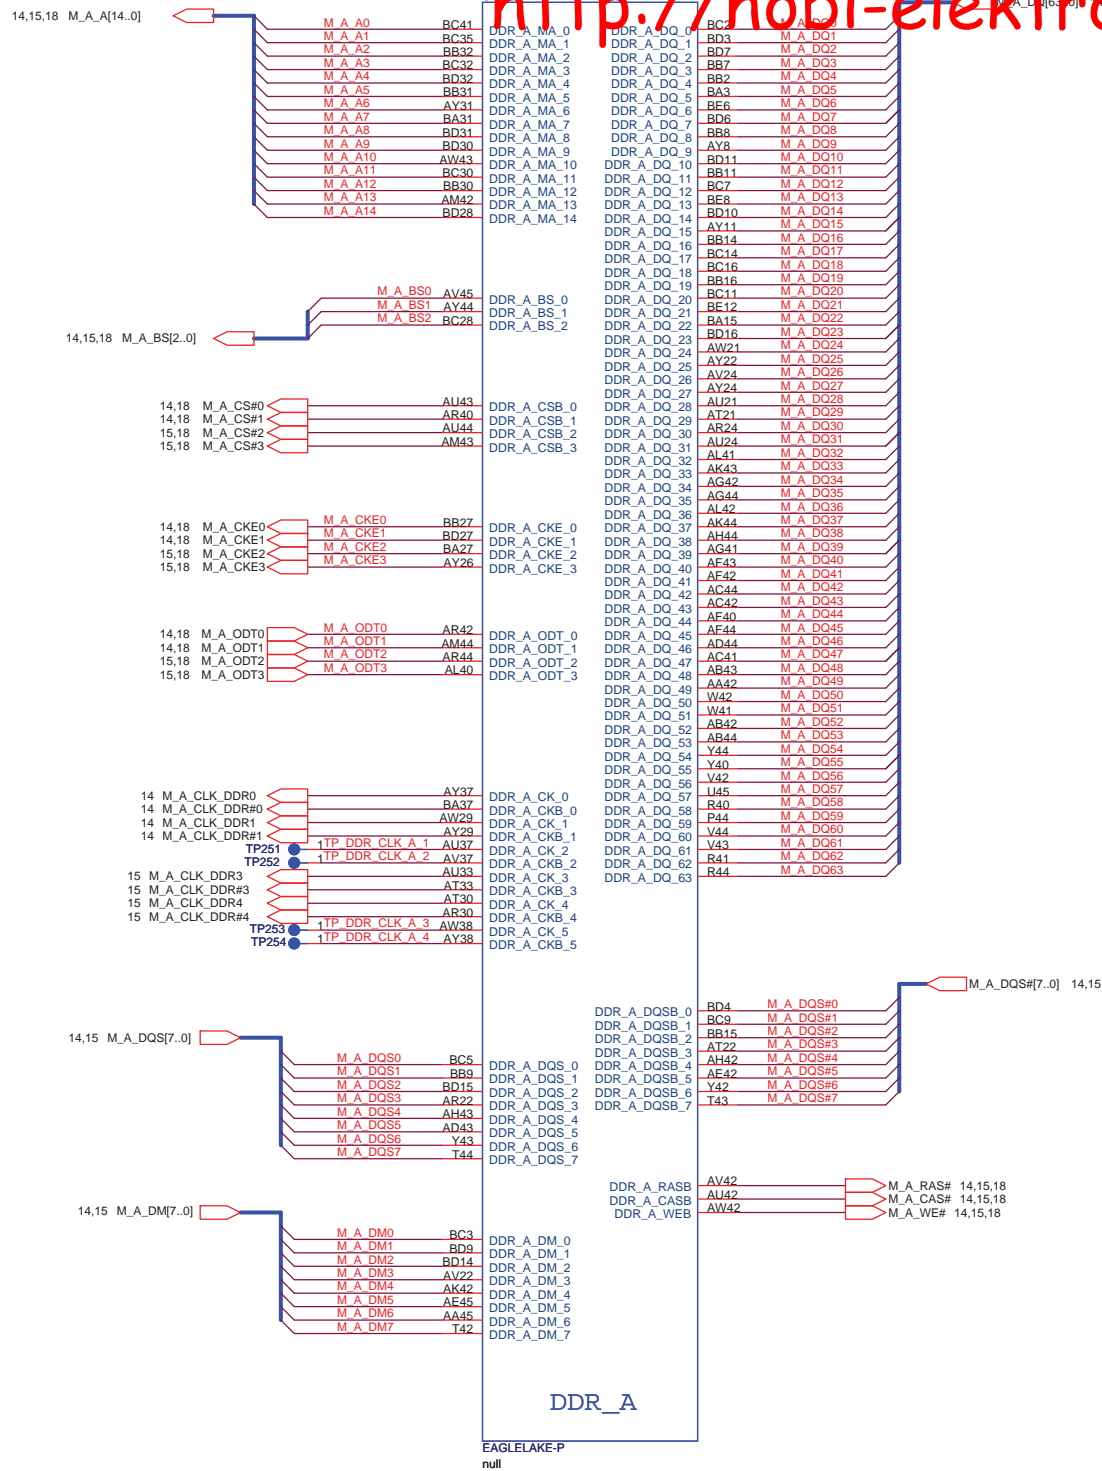 http://hobi-elektro
14,15,18 M_A_A[14..0]
M_A_A0 BC41 DDR_A_MA_0
M_A_A1 BC35 DDR_A_MA_1
M_A_A2 BB32 DDR_A_MA_2
M_A_A3 BC32 DDR_A_MA_3
M_A_A4 BD32 DDR_A_MA_4
M_A_A5 BB31 DDR_A_MA_5
M_A_A6 AY31 DDR_A_MA_6
M_A_A7 BA31 DDR_A_MA_7
M_A_A8 BD31 DDR_A_MA_8
M_A_A9 BD30 DDR_A_MA_9
M_A_A10 AW43 DDR_A_MA_10
M_A_A11 BC30 DDR_A_MA_11
M_A_A12 BB30 DDR_A_MA_12
M_A_A13 AM42 DDR_A_MA_13
M_A_A14 BD28 DDR_A_MA_14
M_A_BS0 AV45 DDR_A_BS_0
M_A_BS1 AY44 DDR_A_BS_1
M_A_BS2 BC28 DDR_A_BS_2
14,15,18 M_A_BS[2..0]
14,18 M_A_CS#0 AU43 DDR_A_CSB_0
14,18 M_A_CS#1 AR40 DDR_A_CSB_1
15,18 M_A_CS#2 AU44 DDR_A_CSB_2
15,18 M_A_CS#3 AM43 DDR_A_CSB_3
14,18 M_A_CKE0 M_A_CKE0 BB27 DDR_A_CKE_0
14,18 M_A_CKE1 M_A_CKE1 BD27 DDR_A_CKE_1
15,18 M_A_CKE2 M_A_CKE2 BA27 DDR_A_CKE_2
15,18 M_A_CKE3 M_A_CKE3 AY26 DDR_A_CKE_3
14,18 M_A_ODT0 M_A_ODT0 AR42 DDR_A_ODT_0
14,18 M_A_ODT1 M_A_ODT1 AM44 DDR_A_ODT_1
15,18 M_A_ODT2 M_A_ODT2 AR44 DDR_A_ODT_2
15,18 M_A_ODT3 M_A_ODT3 AL40 DDR_A_ODT_3
14 M_A_CLK_DDR0 AY37 DDR_A_CK_0
14 M_A_CLK_DDR#0 BA37 DDR_A_CKB_0
14 M_A_CLK_DDR1 AW29 DDR_A_CK_1
14 M_A_CLK_DDR#1 AY29 DDR_A_CKB_1
TP251 1 TP_DDR_CLK_A_1 AU37 DDR_A_CK_2
TP252 1 TP_DDR_CLK_A_2 AV37 DDR_A_CKB_2
15 M_A_CLK_DDR3 AU33 DDR_A_CK_3
15 M_A_CLK_DDR#3 AT33 DDR_A_CKB_3
15 M_A_CLK_DDR4 AT30 DDR_A_CK_4
15 M_A_CLK_DDR#4 AR30 DDR_A_CKB_4
TP253 1 TP_DDR_CLK_A_3 AW38 DDR_A_CK_5
TP254 1 TP_DDR_CLK_A_4 AY38 DDR_A_CKB_5
14,15 M_A_DQS[7..0]
M_A_DQS0 BC5 DDR_A_DQS_0
M_A_DQS1 BB9 DDR_A_DQS_1
M_A_DQS2 BD15 DDR_A_DQS_2
M_A_DQS3 AR22 DDR_A_DQS_3
M_A_DQS4 AH43 DDR_A_DQS_4
M_A_DQS5 AD43 DDR_A_DQS_5
M_A_DQS6 Y43 DDR_A_DQS_6
M_A_DQS7 T44 DDR_A_DQS_7
14,15 M_A_DM[7..0]
M_A_DM0 BC3 DDR_A_DM_0
M_A_DM1 BD9 DDR_A_DM_1
M_A_DM2 BD14 DDR_A_DM_2
M_A_DM3 AV22 DDR_A_DM_3
M_A_DM4 AK42 DDR_A_DM_4
M_A_DM5 AE45 DDR_A_DM_5
M_A_DM6 AA45 DDR_A_DM_6
M_A_DM7 T42 DDR_A_DM_7
DDR_A_DQ_0 BC2
DDR_A_DQ_1 BD3 M_A_DQ1
DDR_A_DQ_2 BD7 M_A_DQ2
DDR_A_DQ_3 BB7 M_A_DQ3
DDR_A_DQ_4 BB2 M_A_DQ4
DDR_A_DQ_5 BA3 M_A_DQ5
DDR_A_DQ_6 BE6 M_A_DQ6
DDR_A_DQ_7 BD6 M_A_DQ7
DDR_A_DQ_8 BB8 M_A_DQ8
DDR_A_DQ_9 AY8 M_A_DQ9
DDR_A_DQ_10 BD11 M_A_DQ10
DDR_A_DQ_11 BB11 M_A_DQ11
DDR_A_DQ_12 BC7 M_A_DQ12
DDR_A_DQ_13 BE8 M_A_DQ13
DDR_A_DQ_14 BD10 M_A_DQ14
DDR_A_DQ_15 AY11 M_A_DQ15
DDR_A_DQ_16 BB14 M_A_DQ16
DDR_A_DQ_17 BC14 M_A_DQ17
DDR_A_DQ_18 BC16 M_A_DQ18
DDR_A_DQ_19 BB16 M_A_DQ19
DDR_A_DQ_20 BC11 M_A_DQ20
DDR_A_DQ_21 BE12 M_A_DQ21
DDR_A_DQ_22 BA15 M_A_DQ22
DDR_A_DQ_23 BD16 M_A_DQ23
DDR_A_DQ_24 AW21 M_A_DQ24
DDR_A_DQ_25 AY22 M_A_DQ25
DDR_A_DQ_26 AV24 M_A_DQ26
DDR_A_DQ_27 AY24 M_A_DQ27
DDR_A_DQ_28 AU21 M_A_DQ28
DDR_A_DQ_29 AT21 M_A_DQ29
DDR_A_DQ_30 AR24 M_A_DQ30
DDR_A_DQ_31 AU24 M_A_DQ31
DDR_A_DQ_32 AL41 M_A_DQ32
DDR_A_DQ_33 AK43 M_A_DQ33
DDR_A_DQ_34 AG42 M_A_DQ34
DDR_A_DQ_35 AG44 M_A_DQ35
DDR_A_DQ_36 AL42 M_A_DQ36
DDR_A_DQ_37 AK44 M_A_DQ37
DDR_A_DQ_38 AH44 M_A_DQ38
DDR_A_DQ_39 AG41 M_A_DQ39
DDR_A_DQ_40 AF43 M_A_DQ40
DDR_A_DQ_41 AF42 M_A_DQ41
DDR_A_DQ_42 AC44 M_A_DQ42
DDR_A_DQ_43 AC42 M_A_DQ43
DDR_A_DQ_44 AF40 M_A_DQ44
DDR_A_DQ_45 AF44 M_A_DQ45
DDR_A_DQ_46 AD44 M_A_DQ46
DDR_A_DQ_47 AC41 M_A_DQ47
DDR_A_DQ_48 AB43 M_A_DQ48
DDR_A_DQ_49 AA42 M_A_DQ49
DDR_A_DQ_50 W42 M_A_DQ50
DDR_A_DQ_51 W41 M_A_DQ51
DDR_A_DQ_52 AB42 M_A_DQ52
DDR_A_DQ_53 AB44 M_A_DQ53
DDR_A_DQ_54 Y44 M_A_DQ54
DDR_A_DQ_55 Y40 M_A_DQ55
DDR_A_DQ_56 V42 M_A_DQ56
DDR_A_DQ_57 U45 M_A_DQ57
DDR_A_DQ_58 R40 M_A_DQ58
DDR_A_DQ_59 P44 M_A_DQ59
DDR_A_DQ_60 V44 M_A_DQ60
DDR_A_DQ_61 V43 M_A_DQ61
DDR_A_DQ_62 R41 M_A_DQ62
DDR_A_DQ_63 R44 M_A_DQ63
M_A_DQS#[7..0] 14,15
DDR_A_DQSB_0 BD4 M_A_DQS#0
DDR_A_DQSB_1 BC9 M_A_DQS#1
DDR_A_DQSB_2 BB15 M_A_DQS#2
DDR_A_DQSB_3 AT22 M_A_DQS#3
DDR_A_DQSB_4 AH42 M_A_DQS#4
DDR_A_DQSB_5 AE42 M_A_DQS#5
DDR_A_DQSB_6 Y42 M_A_DQS#6
DDR_A_DQSB_7 T43 M_A_DQS#7
DDR_A_RASB AV42 M_A_RAS# 14,15,18
DDR_A_CASB AU42 M_A_CAS# 14,15,18
DDR_A_WEB AW42 M_A_WE# 14,15,18
DDR_A
EAGLELAKE-P
null